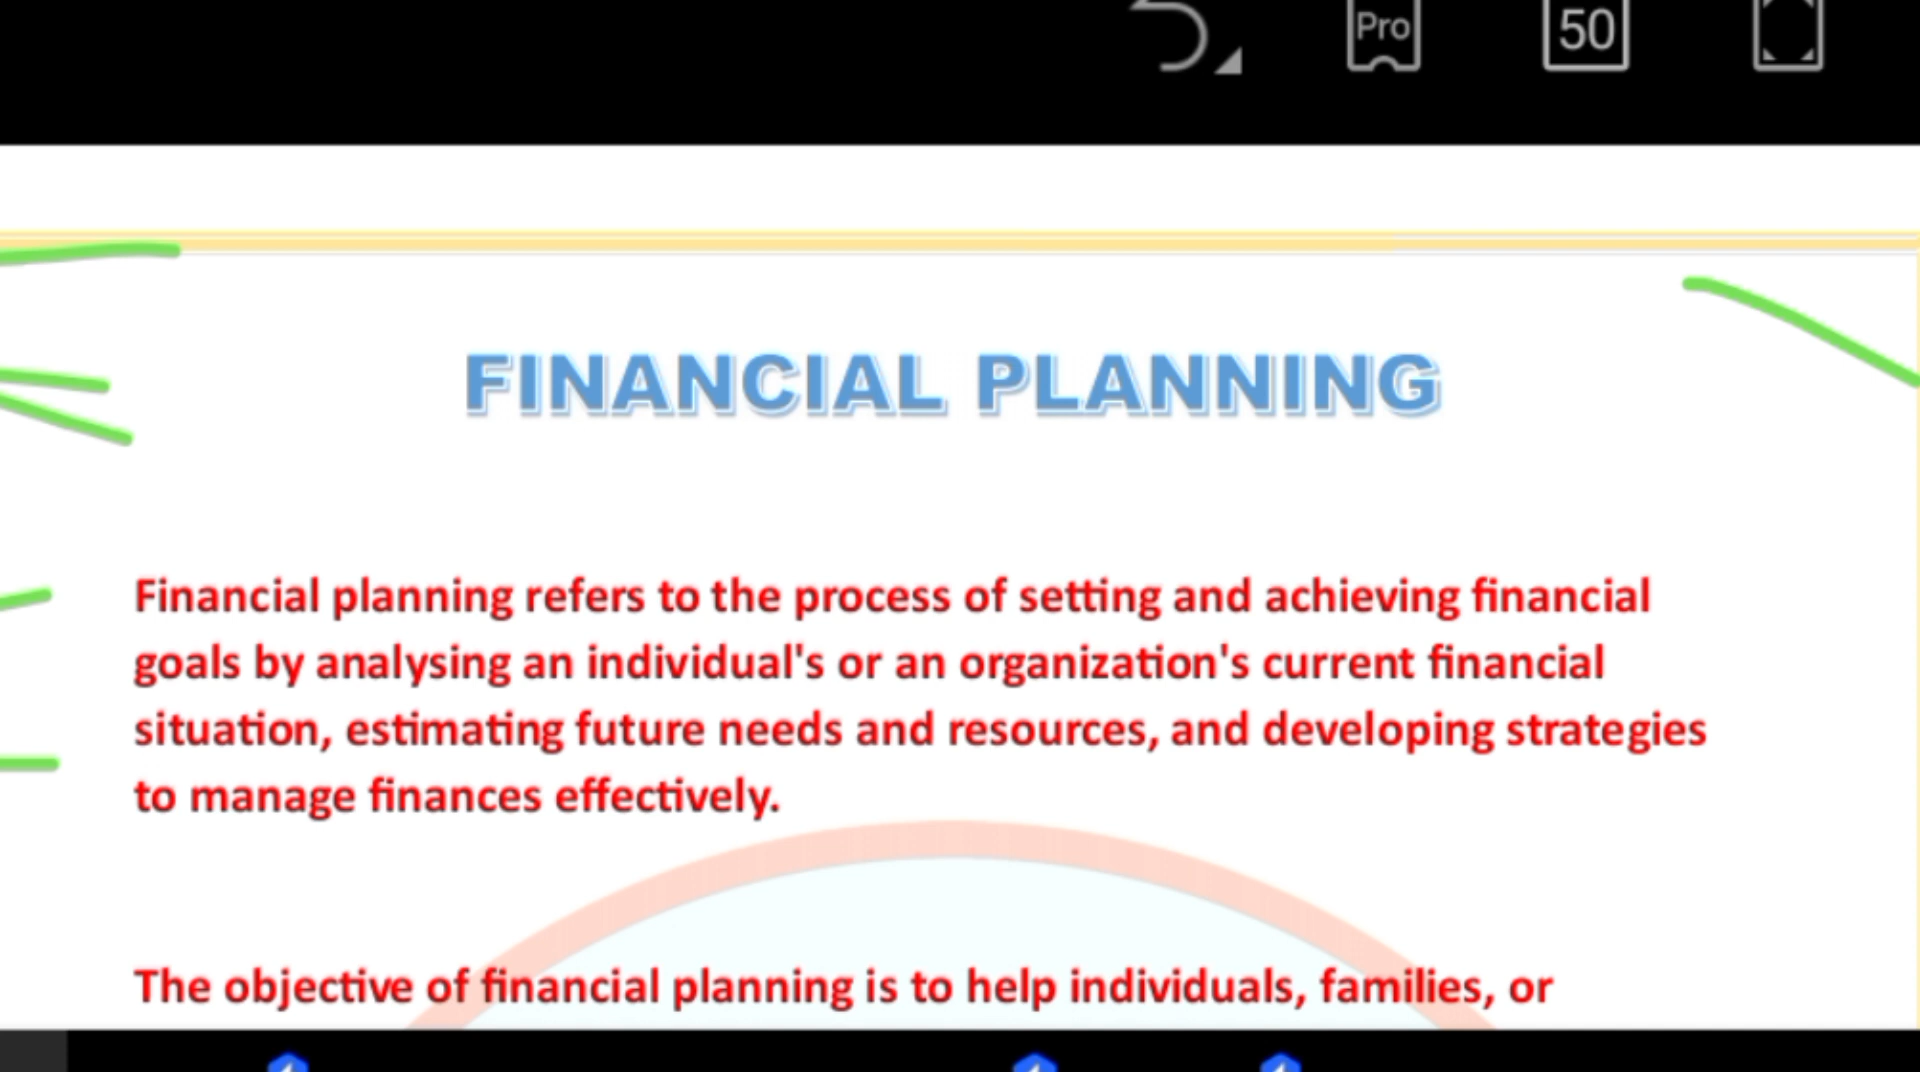 Pro
50
FINANCIAL PLANNING
Financial planning refers to the process of setting and achieving financial
goals by analysing an individual's or an organization's current financial
situation, estimating future needs and resources, and developing strategies
to manage finances effectively.
The objective of financial planning is to help individuals, families, or